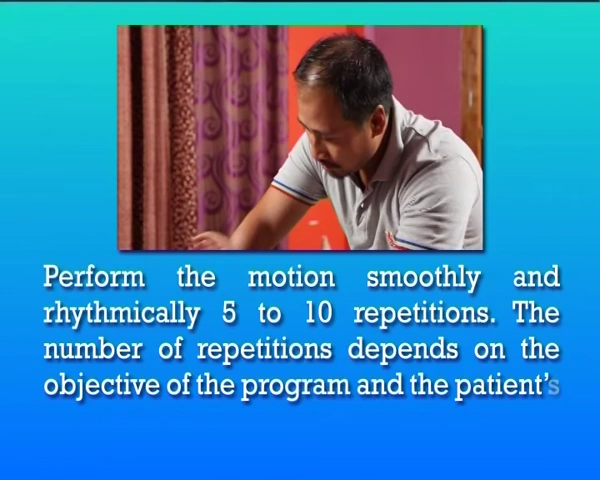 Perform the motion smoothly and
rhythmically 5 to 10 repetitions. The
number of repetitions depends on the
objective of the program and the patient's